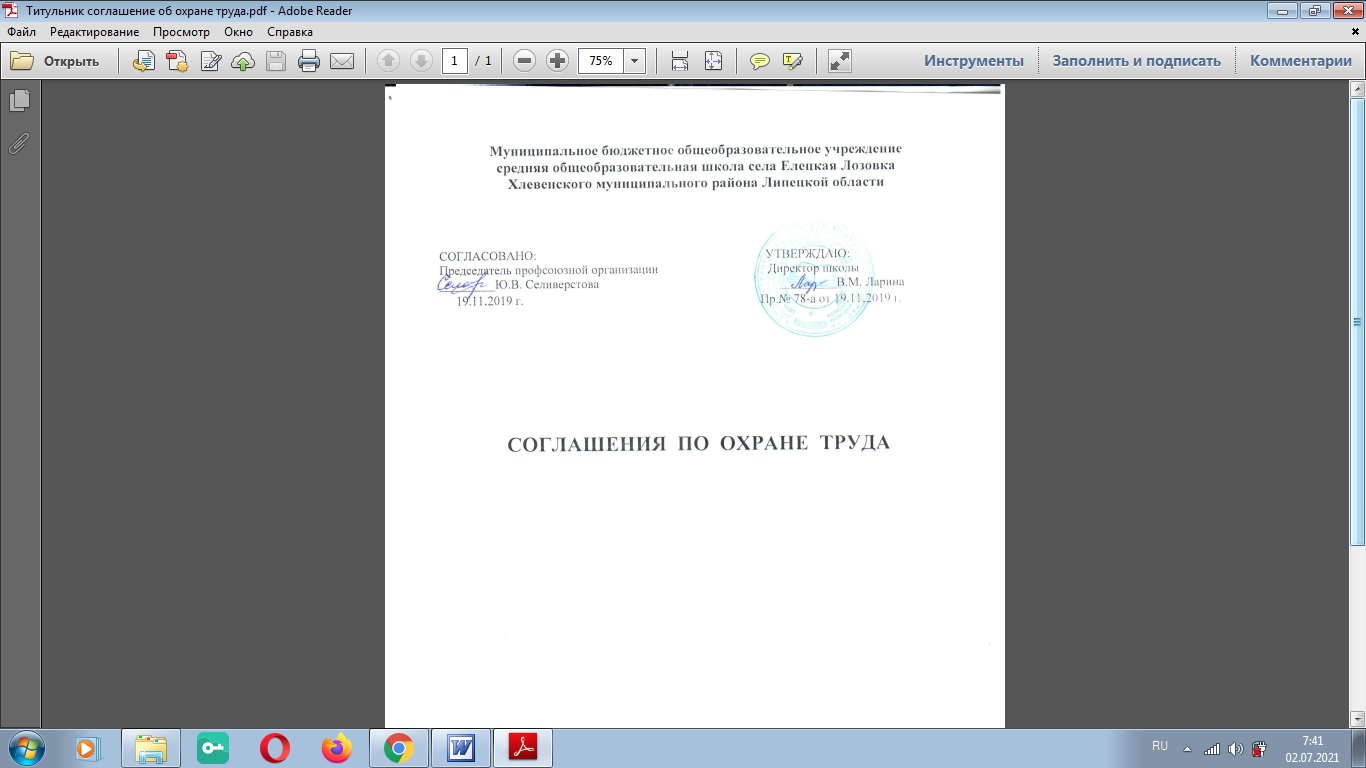 Титульник соглашение об охране труда.pdf - Adobe Reader
Файл Редактирование Просмотр Окно Справка
Открыть 1 / 1 75% Инструменты Заполнить и подписать Комментарии
Муниципальное бюджетное общеобразовательное учреждение
средняя общеобразовательная школа села Елецкая Лозовка
Хлевенского муниципального района Липецкой области
СОГЛАСОВАНО:
Председатель профсоюзной организации
Ю.В. Селиверстова
19.11.2019 г.
УТВЕРЖДАЮ:
Директор школы
В.М. Ларина
Пр.№ 78-а от 19.11.2019 г.
СОГЛАШЕНИЯ ПО ОХРАНЕ ТРУДА
RU 7:41
02.07.2021